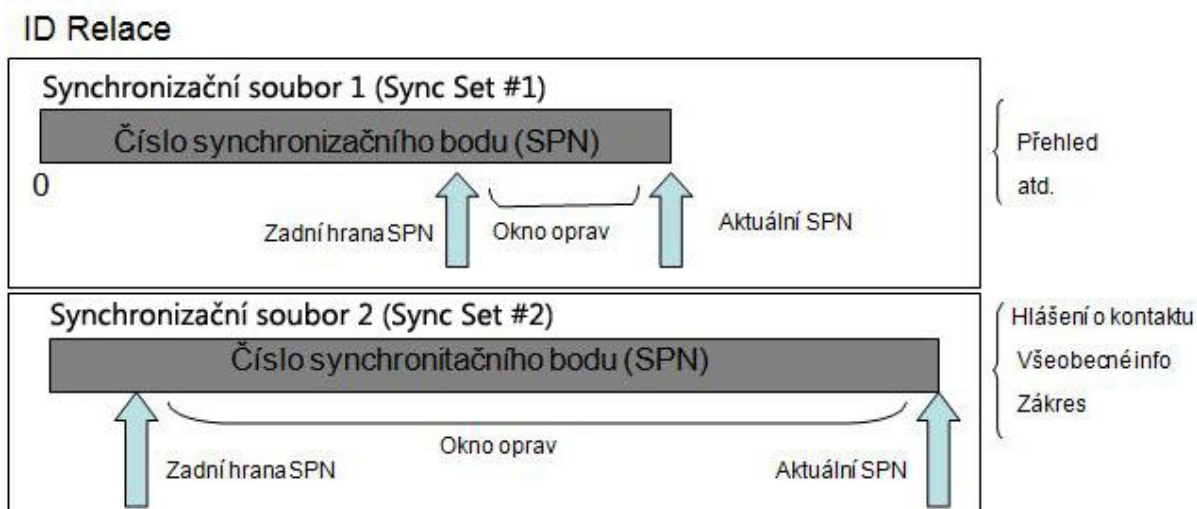 ID Relace
Synchronizační soubor 1 (Sync Set #1)
Číslo synchronizačního bodu (SPN)
0
Zadní hrana SPN
Okno oprav
Aktuální SPN
Přehled
atd.
Synchronizační soubor 2 (Sync Set #2)
Číslo synchronitačního bodu (SPN)
Okno oprav
Zadní hrana SPN
Aktuální SPN
Hlášení o kontaktu
Všeobecné info
Zákres